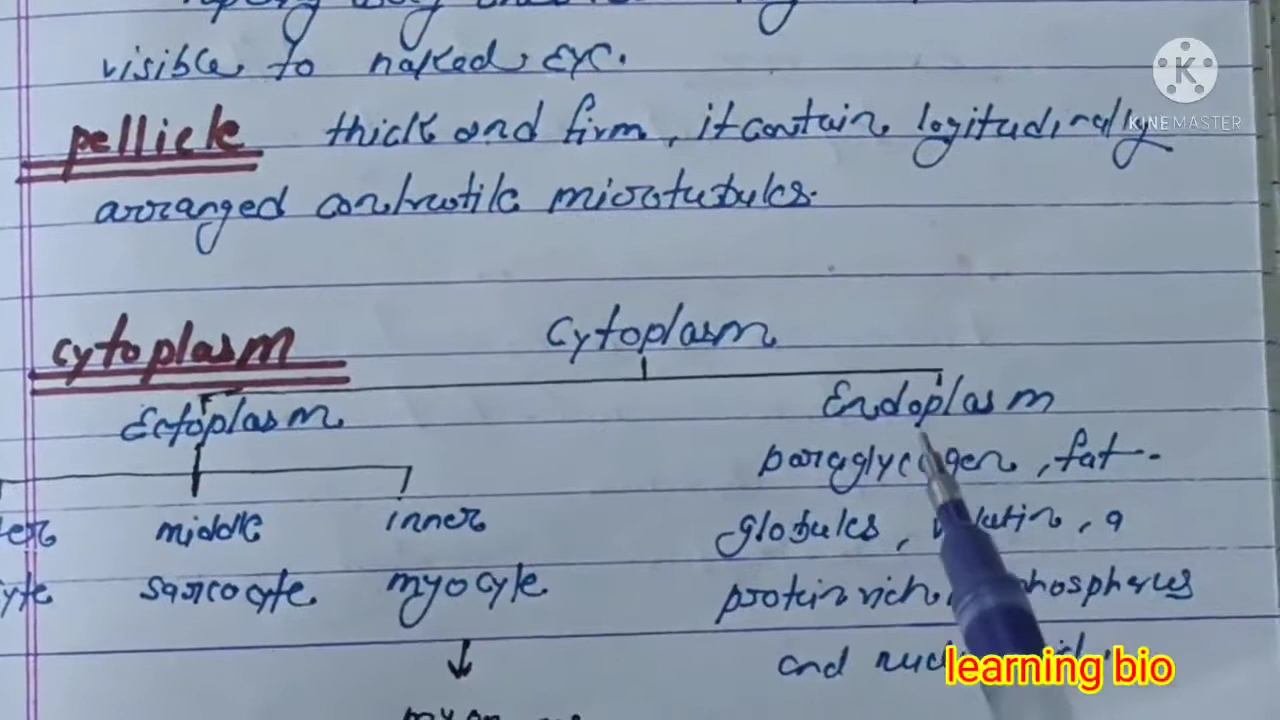 visible to naked eye.
pellicle thick and firm, it contain logitudinally
arranged contractile microtubules.
cytoplasm
Cytoplasm
Ectoplasm
Endoplasm
middle
inner
sarcocyte
myocyte
paraglycogen, fat
globules, , a
protein rich,
and
KINEMASTER
learning bio